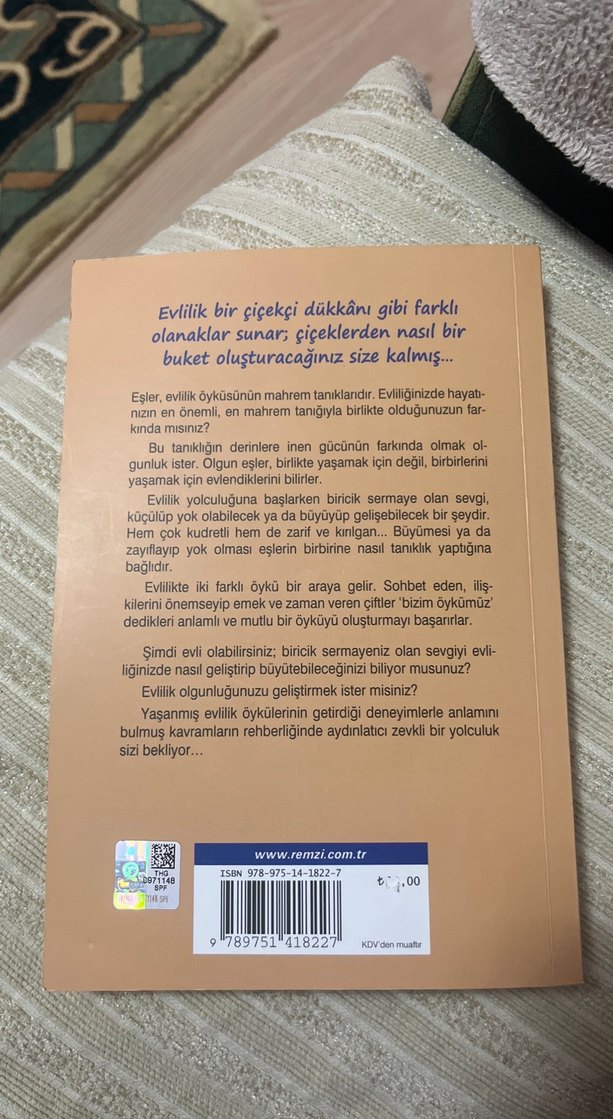 Evlilik bir çiçekçi dükkânı gibi farklı
olanaklar sunar; çiçeklerden nasıl bir
buket oluşturacağınız size kalmış...
Eşler, evlilik öyküsünün mahrem tanıklarıdır. Evliliğinizde hayatı-
nızın en önemli, en mahrem tanığıyla birlikte olduğunuzun far-
kında mısınız?
Bu tanıklığın derinlere inen gücünün farkında olmak ol-
gunluk ister. Olgun eşler, birlikte yaşamak için değil, birbirlerini
yaşamak için evlendiklerini bilirler.
Evlilik yolculuğuna başlarken biricik sermaye olan sevgi,
küçülüp yok olabilecek ya da büyüyüp gelişebilecek bir şeydir.
Hem çok kudretli hem de zarif ve kırılgan... Büyümesi ya da
zayıflayıp yok olması eşlerin birbirine nasıl tanıklık yaptığına
bağlıdır.
Evlilikte iki farklı öykü bir araya gelir. Sohbet eden, iliş-
kilerini önemseyip emek ve zaman veren çiftler ‘bizim öykümüz’
dedikleri anlamlı ve mutlu bir öyküyü oluşturmayı başarırlar.
Şimdi evli olabilirsiniz; biricik sermayeniz olan sevgiyi evli-
liğinizde nasıl geliştirip büyütebileceğinizi biliyor musunuz?
Evlilik olgunluğunuzu geliştirmek ister misiniz?
Yaşanmış evlilik öykülerinin getirdiği deneyimlerle anlamını
bulmuş kavramların rehberliğinde aydınlatıcı zevkli bir yolculuk
sizi bekliyor...
www.remzi.com.tr
ISBN 978-975-14-1822-7
9 789751 418227
KDV'den muaftır
THG
0971148
SPF
71148 SPF